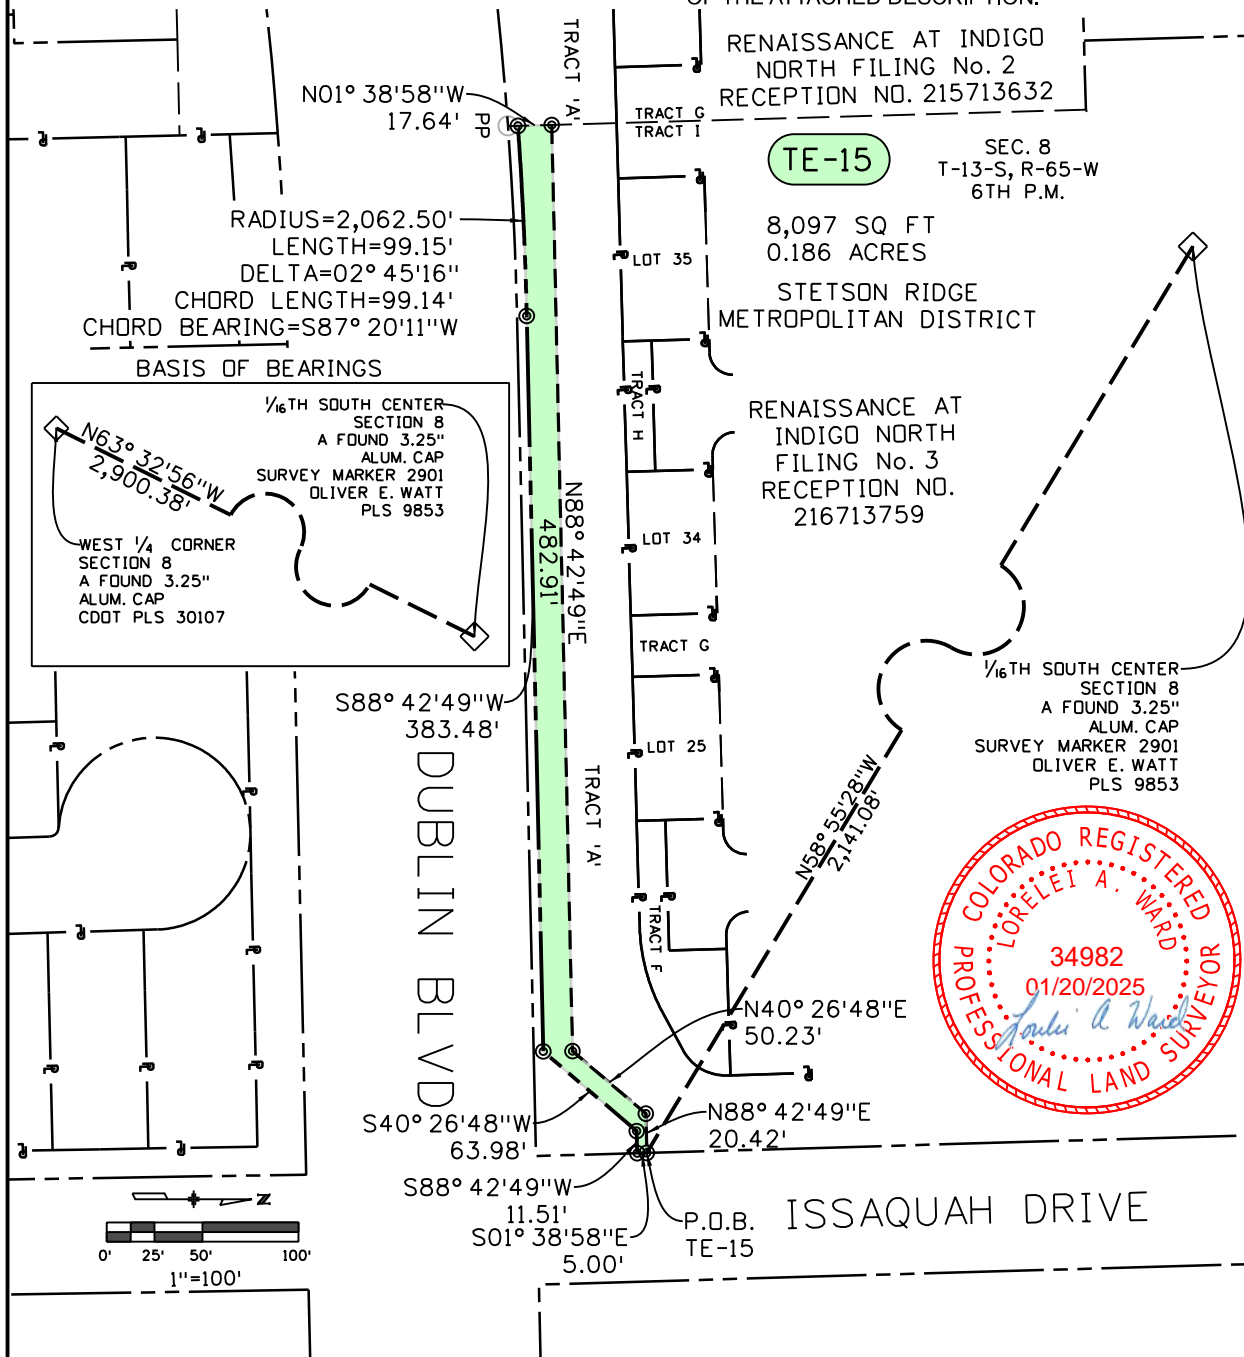 OF THE ATTACHED DESCRIPTION.
RENAISSANCE AT INDIGO
NORTH FILING No. 2
RECEPTION NO. 215713632
TRACT 'A'
N01° 38'58"W
17.64'
PP
TRACT G
TRACT I
TE-15
SEC. 8
T-13-S, R-65-W
6TH P.M.
8,097 SQ FT
0.186 ACRES
RADIUS=2,062.50'
LENGTH=99.15'
DELTA=02° 45'16"
CHORD LENGTH=99.14'
CHORD BEARING=S87° 20'11"W
LOT 35
STETSON RIDGE
METROPOLITAN DISTRICT
BASIS OF BEARINGS
1/16TH SOUTH CENTER
SECTION 8
A FOUND 3.25"
ALUM. CAP
SURVEY MARKER 2901
OLIVER E. WATT
PLS 9853
N63° 32'56"W
2,900.38'
WEST 1/4 CORNER
SECTION 8
A FOUND 3.25"
ALUM. CAP
CDOT PLS 30107
TRACT H
RENAISSANCE AT
INDIGO NORTH
FILING No. 3
RECEPTION NO.
216713759
N88° 42'49"E
482.91'
LOT 34
TRACT G
S88° 42'49"W
383.48'
LOT 25
1/16TH SOUTH CENTER
SECTION 8
A FOUND 3.25"
ALUM. CAP
SURVEY MARKER 2901
OLIVER E. WATT
PLS 9853
DUBLIN BLVD
TRACT 'A'
N58° 55'28"W
2,141.08'
TRACT F
COLORADO REGISTERED
LORELEI A. WARD
34982
01/20/2025
Lorelei A Ward
PROFESSIONAL LAND SURVEYOR
N40° 26'48"E
50.23'
S40° 26'48"W
63.98'
N88° 42'49"E
20.42'
S88° 42'49"W
11.51'
S01° 38'58"E
5.00'
P.O.B.
TE-15
ISSAQUAH DRIVE
N
0' 25' 50' 100'
1"=100'